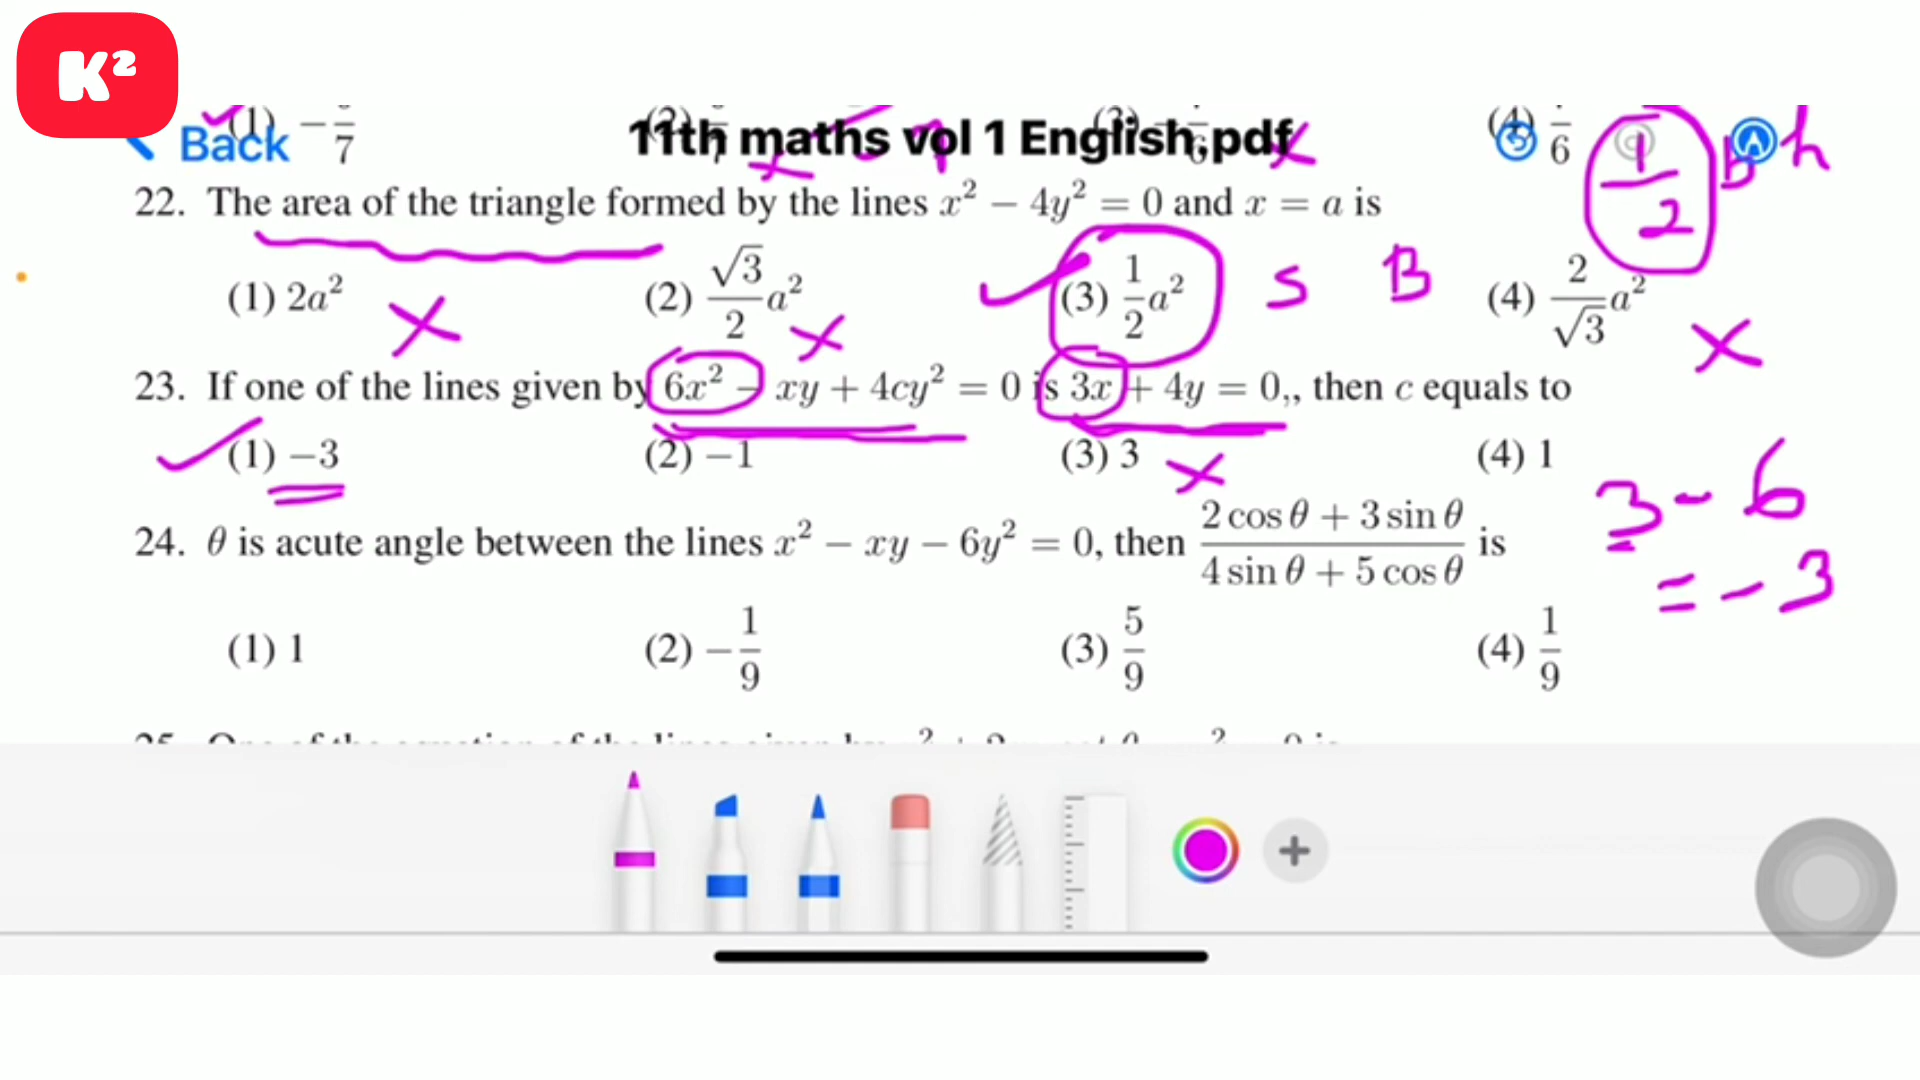 K²
Back
11th maths vol 1 English.pdf
(1) -  /7
(4)  /6
1/2 B h
22. The area of the triangle formed by the lines x² − 4y² = 0 and x = a is
(1) 2a² (2) √3/2 a² (3) 1/2 a² S B (4) 2/√3 a²
23. If one of the lines given by 6x² − xy + 4cy² = 0 is 3x + 4y = 0,, then c equals to
(1) −3 (2) −1 (3) 3 (4) 1
3 - 6
= - 3
24. θ is acute angle between the lines x² − xy − 6y² = 0, then (2 cos θ + 3 sin θ)/(4 sin θ + 5 cos θ) is
(1) 1 (2) −1/9 (3) 5/9 (4) 1/9